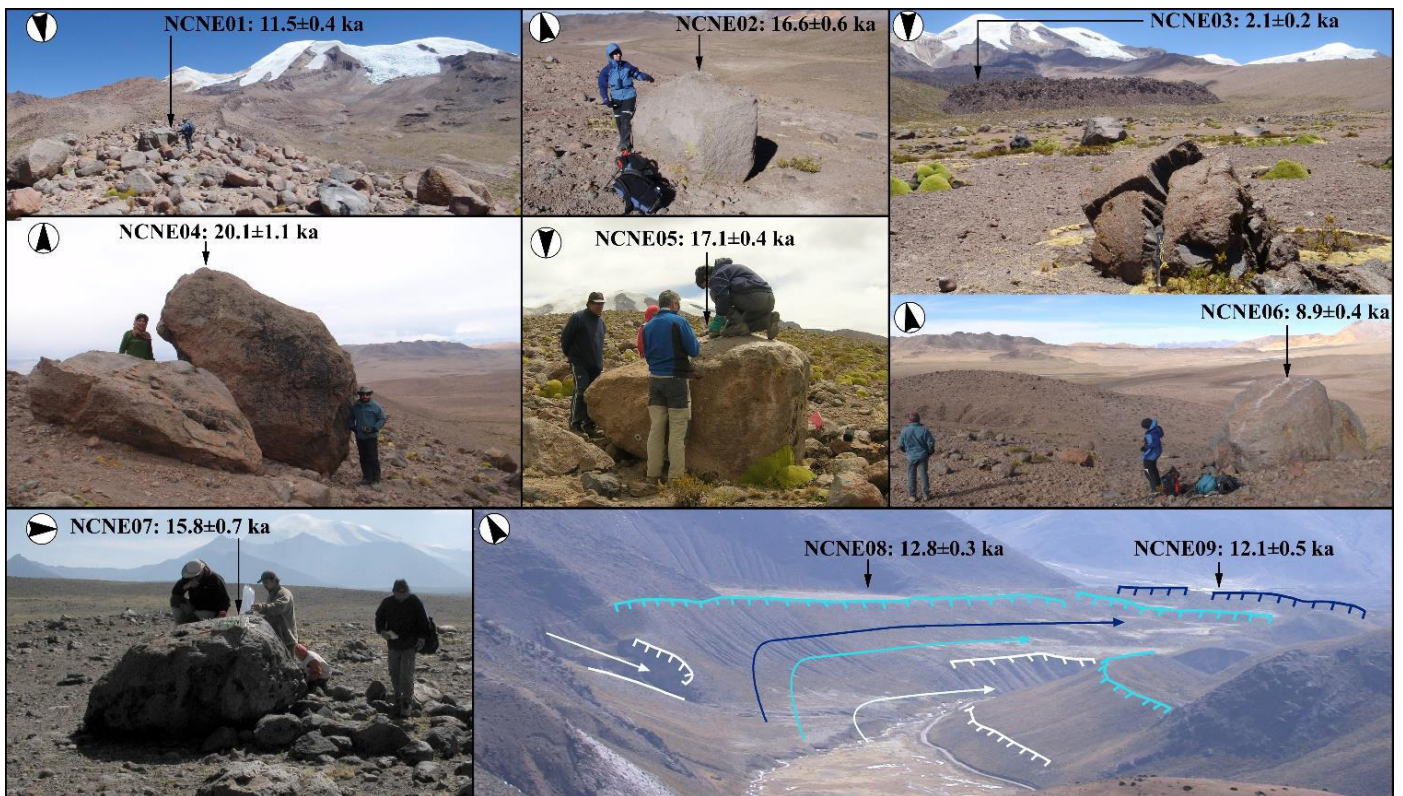 NCNE01: 11.5±0.4 ka
NCNE02: 16.6±0.6 ka
NCNE03: 2.1±0.2 ka
NCNE04: 20.1±1.1 ka
NCNE05: 17.1±0.4 ka
NCNE06: 8.9±0.4 ka
NCNE07: 15.8±0.7 ka
NCNE08: 12.8±0.3 ka
NCNE09: 12.1±0.5 ka